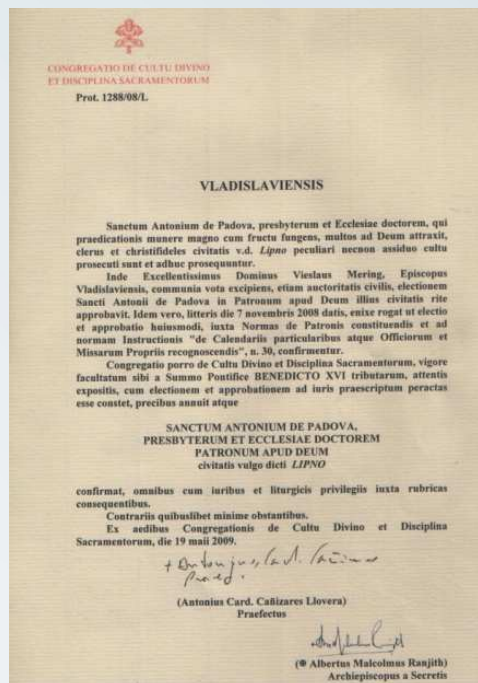 CONGREGATIO DE CULTU DIVINO
ET DISCIPLINA SACRAMENTORUM
Prot. 1288/08/L
VLADISLAVIENSIS
Sanctum Antonium de Padova, presbyterum et Ecclesiae doctorem, qui
praedicationis munere magno cum fructu fungens, multos ad Deum attraxit,
clerus et christifideles civitatis v.d. Lipno peculiari necnon assiduo cultu
prosecuti sunt et adhuc prosequuntur.
Inde Excellentissimus Dominus Vieslaus Mering, Episcopus
Vladislaviensis, communia vota excipiens, etiam auctoritatis civilis, electionem
Sancti Antonii de Padova in Patronum apud Deum illius civitatis rite
approbavit. Idem vero, litteris die 7 novembris 2008 datis, enixe rogat ut electio
et approbatio huiusmodi, iuxta Normas de Patronis constituendis et ad
normam Instructionis "de Calendariis particularibus atque Officiorum et
Missarum Propriis recognoscendis", n. 30, confirmentur.
Congregatio porro de Cultu Divino et Disciplina Sacramentorum, vigore
facultatum sibi a Summo Pontifice BENEDICTO XVI tributarum, attentis
expositis, cum electionem et approbationem ad iuris praescriptum peractas
esse constet, precibus annuit atque
SANCTUM ANTONIUM DE PADOVA,
PRESBYTERUM ET ECCLESIAE DOCTOREM
PATRONUM APUD DEUM
civitatis vulgo dicti LIPNO
confirmat, omnibus cum iuribus et liturgicis privilegiis iuxta rubricas
consequentibus.
Contrariis quibuslibet minime obstantibus.
Ex aedibus Congregationis de Cultu Divino et Disciplina
Sacramentorum, die 19 maii 2009.
+ Antonius, Card. Cañizares
(Antonius Card. Cañizares Llovera)
Praefectus
(Albertus Malcolmus Ranjith)
Archiepiscopus a Secretis